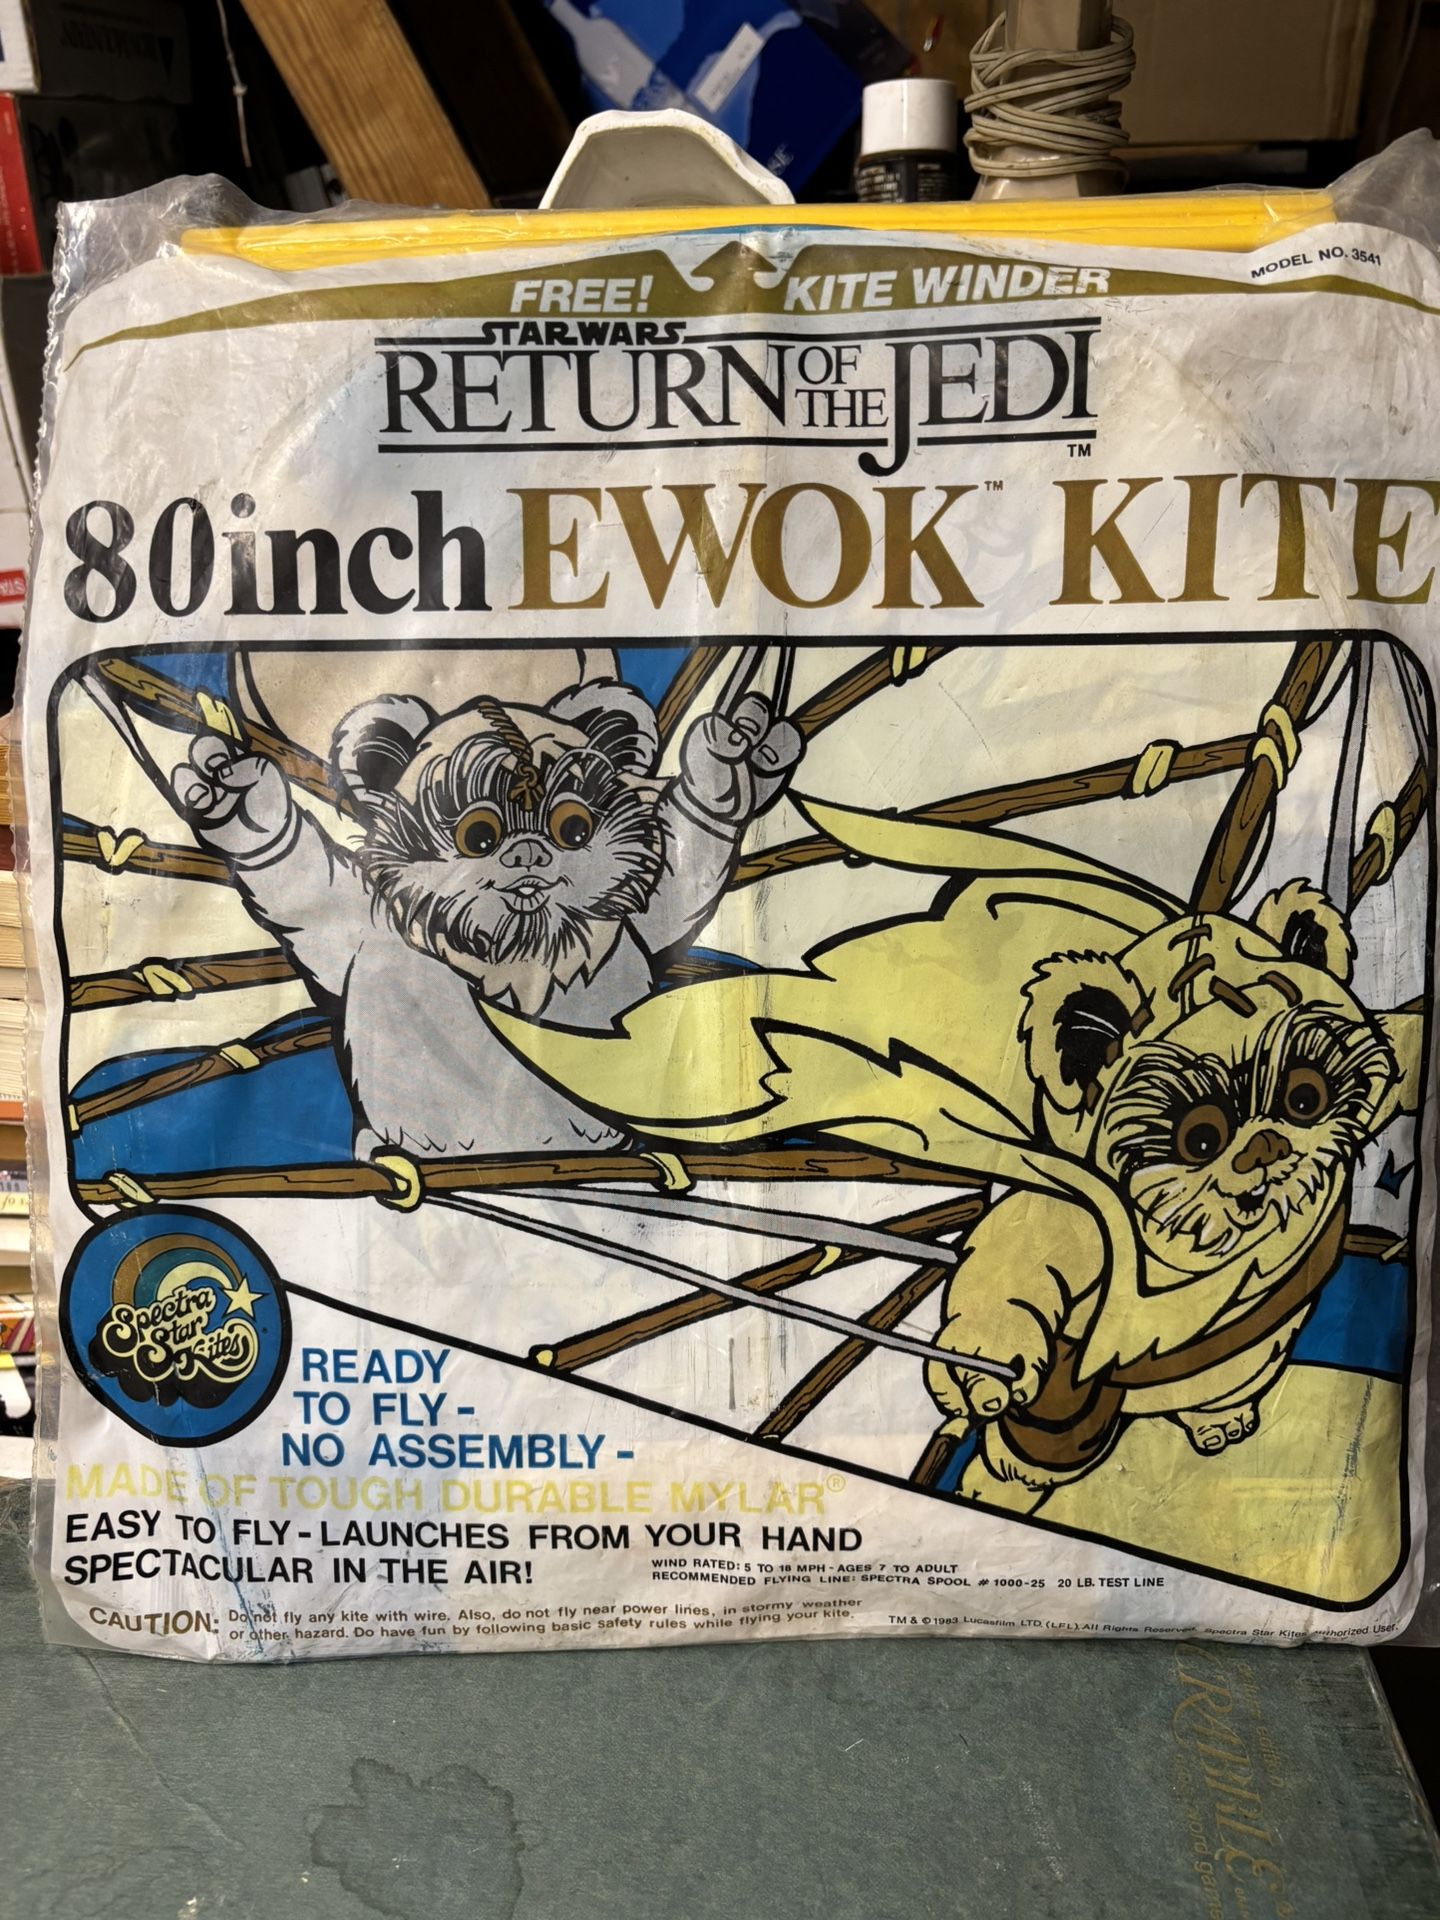 MODEL NO. 3541
FREE! KITE WINDER
STAR WARS
RETURN OF THE JEDI
TM
80inch EWOK™ KITE
Spectra
Star
Kites
READY
TO FLY-
NO ASSEMBLY-
MADE OF TOUGH DURABLE MYLAR®
EASY TO FLY-LAUNCHES FROM YOUR HAND
SPECTACULAR IN THE AIR!
WIND RATED: 5 TO 18 MPH - AGES 7 TO ADULT
RECOMMENDED FLYING LINE: SPECTRA SPOOL # 1000-25 20 LB. TEST LINE
CAUTION: Do not fly any kite with wire. Also, do not fly near power lines, in stormy weather
or other hazard. Do have fun by following basic safety rules while flying your kite.
TM & © 1983 Lucasfilm LTD. (LFL). All Rights Reserved. Spectra Star Kites Authorized User.